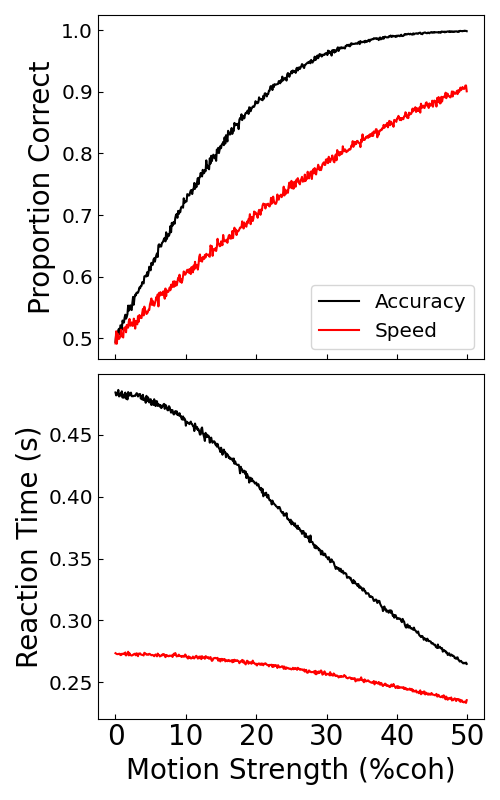 1.0
0.9
0.8
0.7
0.6
0.5
Proportion Correct
Accuracy
Speed
0.45
0.40
0.35
0.30
0.25
Reaction Time (s)
0 10 20 30 40 50
Motion Strength (%coh)